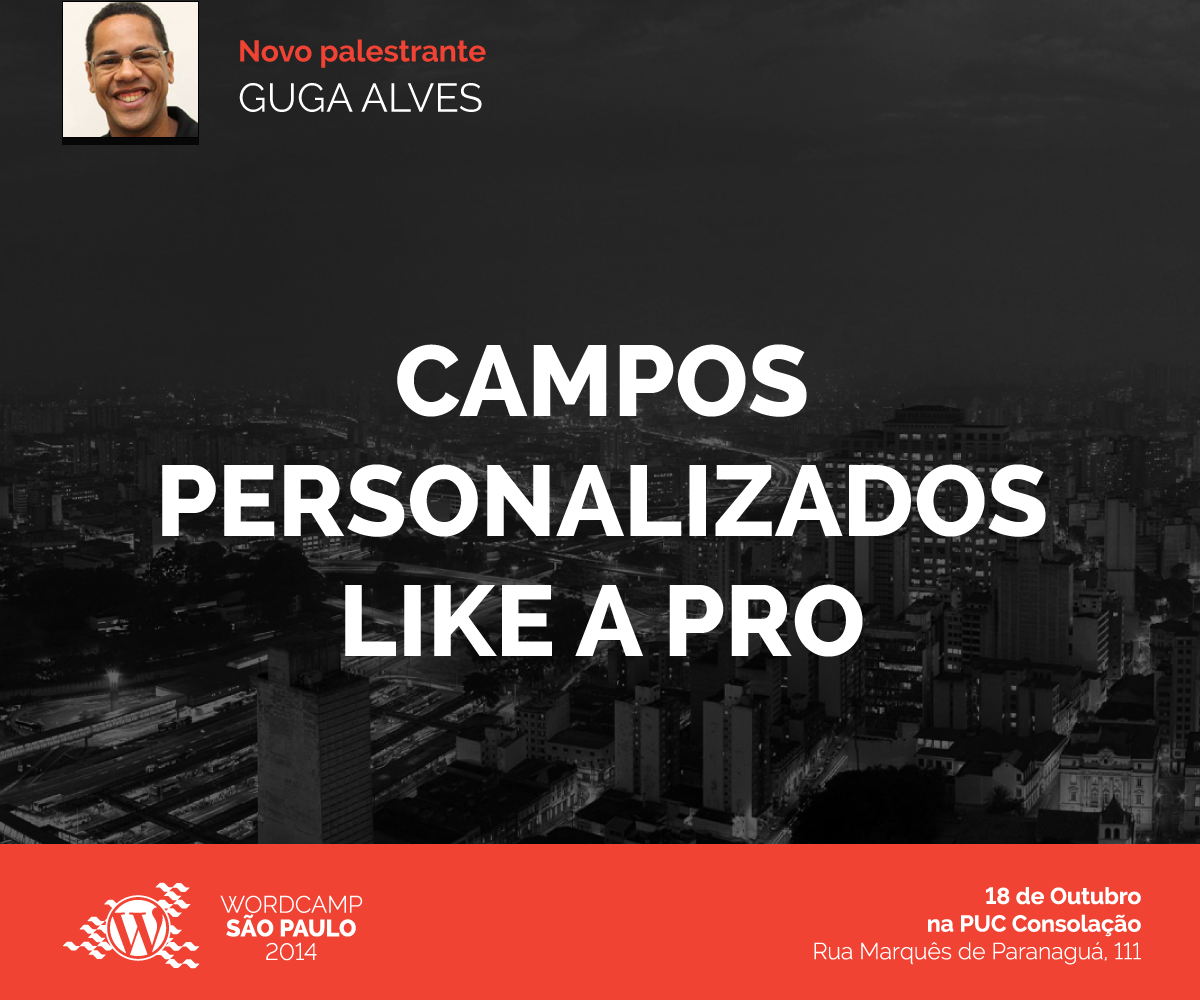 Novo palestrante
GUGA ALVES
CAMPOS
PERSONALIZADOS
LIKE A PRO
WORDCAMP
SÃO PAULO
2014
18 de Outubro
na PUC Consolação
Rua Marquês de Paranaguá, 111